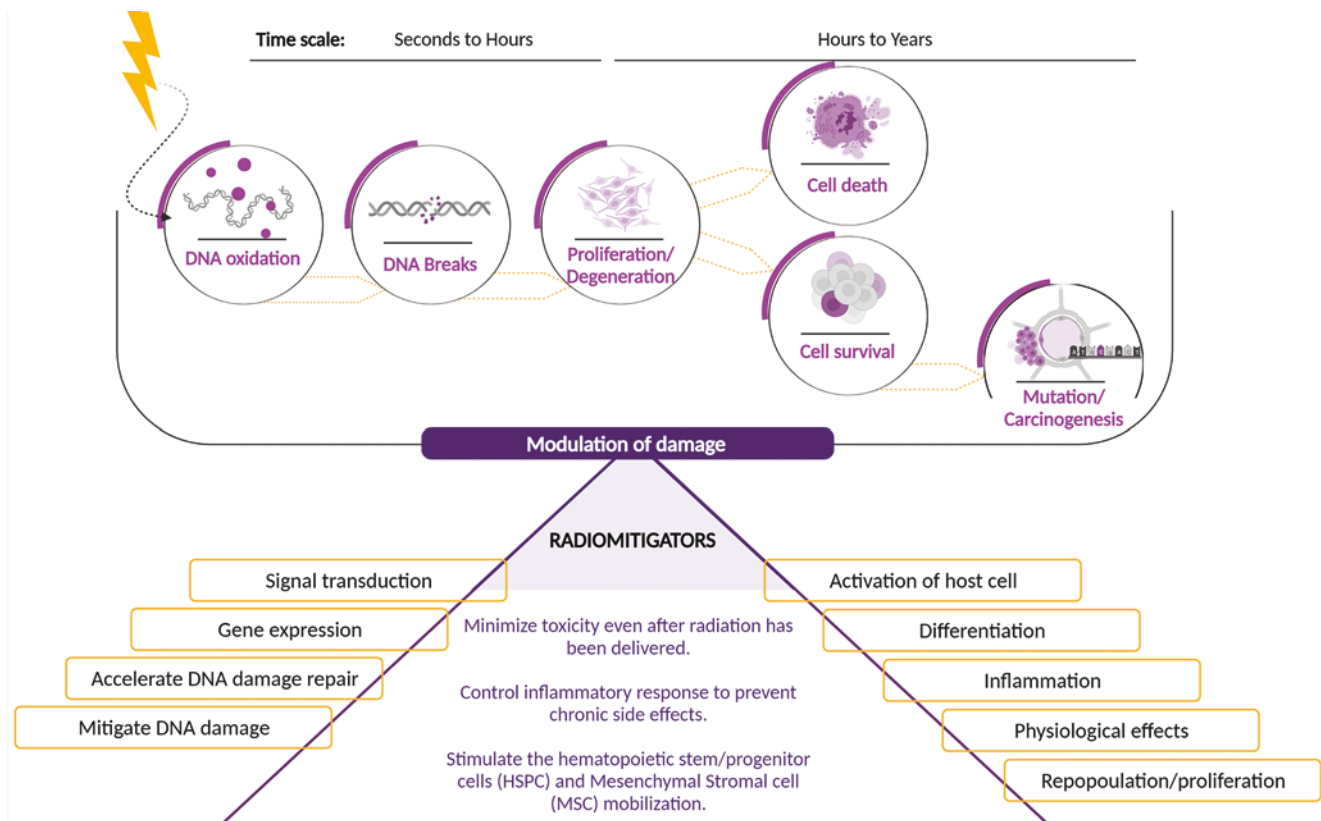 Time scale:
Seconds to Hours
Hours to Years
DNA oxidation
DNA Breaks
Proliferation/
Degeneration
Cell death
Cell survival
Mutation/
Carcinogenesis
Modulation of damage
RADIOMITIGATORS
Signal transduction
Gene expression
Accelerate DNA damage repair
Mitigate DNA damage
Minimize toxicity even after radiation has
been delivered.
Control inflammatory response to prevent
chronic side effects.
Stimulate the hematopoietic stem/progenitor
cells (HSPC) and Mesenchymal Stromal cell
(MSC) mobilization.
Activation of host cell
Differentiation
Inflammation
Physiological effects
Repopoulation/proliferation